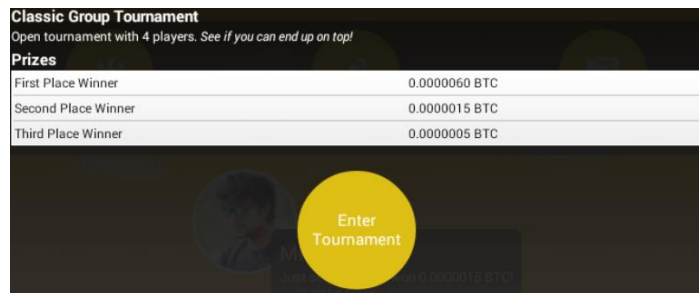 Classic Group Tournament
Open tournament with 4 players. See if you can end up on top!
Prizes
First Place Winner 0.0000060 BTC
Second Place Winner 0.0000015 BTC
Third Place Winner 0.0000005 BTC
Enter
Tournament
0.0000015 BTC!